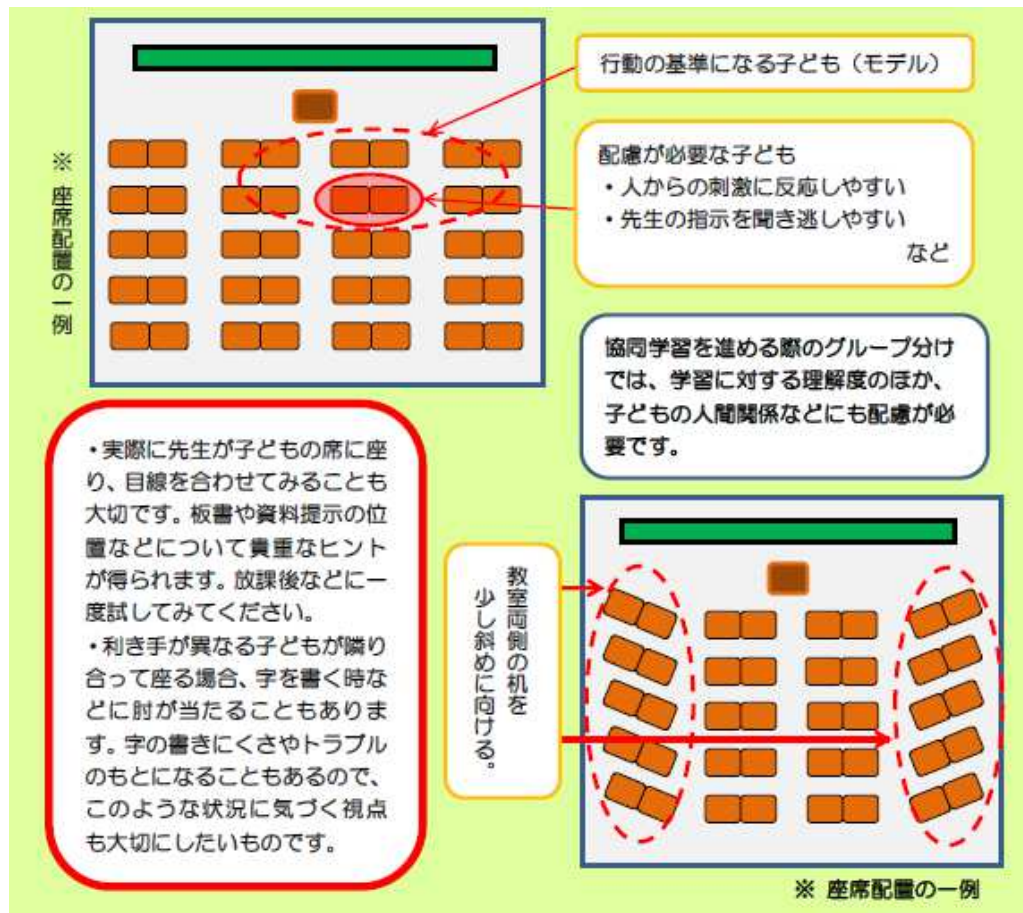 ※ 座席配置の一例
行動の基準になる子ども（モデル）
配慮が必要な子ども
・人からの刺激に反応しやすい
・先生の指示を聞き逃しやすい
など
協同学習を進める際のグループ分け
では、学習に対する理解度のほか、
子どもの人間関係などにも配慮が必
要です。
・実際に先生が子どもの席に座
り、目線を合わせてみることも
大切です。板書や資料提示の位
置などについて貴重なヒント
が得られます。放課後などに一
度試してみてください。
・利き手が異なる子どもが隣り
合って座る場合、字を書く時な
どに肘が当たることもありま
す。字の書きにくさやトラブル
のもとになることもあるので、
このような状況に気づく視点
も大切にしたいものです。
教室両側の机を
少し斜めに向ける。
※ 座席配置の一例